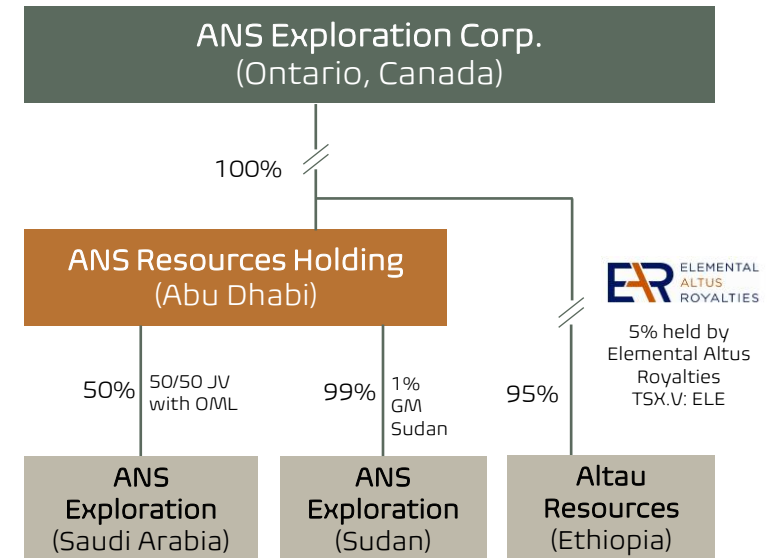 ANS Exploration Corp.
(Ontario, Canada)
100%
ANS Resources Holding
(Abu Dhabi)
EAR ELEMENTAL
ALTUS
ROYALTIES
5% held by
Elemental Altus
Royalties
TSX.V: ELE
50%
50/50 JV
with OML
99%
1%
GM
Sudan
95%
ANS
Exploration
(Saudi Arabia)
ANS
Exploration
(Sudan)
Altau
Resources
(Ethiopia)